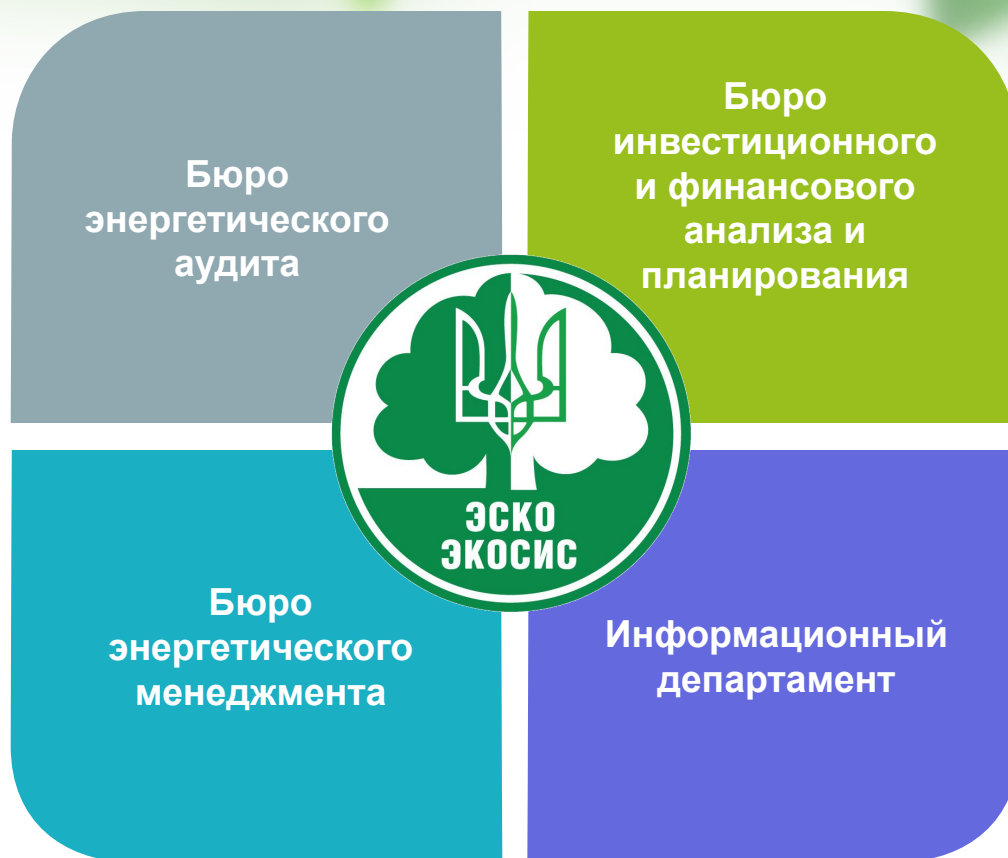 Бюро
энергетического
аудита
Бюро
инвестиционного
и финансового
анализа и
планирования
ЭСКО
ЭКОСИС
Бюро
энергетического
менеджмента
Информационный
департамент